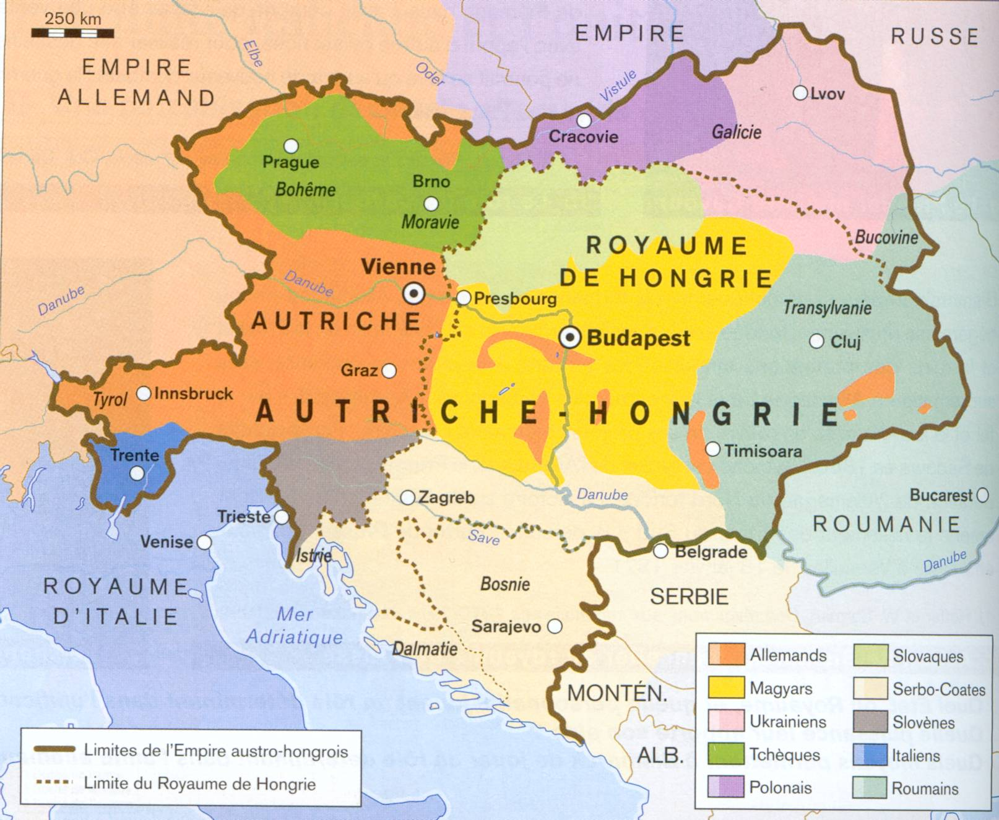 250 km
EMPIRE
ALLEMAND
Elbe
Oder
EMPIRE
RUSSE
Vistule
Lvov
Cracovie
Galicie
Prague
Bohême
Brno
Moravie
Bucovine
ROYAUME
DE HONGRIE
Vienne
Danube
Danube
Presbourg
AUTRICHE
Transylvanie
Budapest
Cluj
Graz
Tyrol
Innsbruck
AUTRICHE-HONGRIE
Trente
Timisoara
Zagreb
Danube
Bucarest
Trieste
ROUMANIE
Venise
Save
Istrie
Belgrade
Danube
ROYAUME
D'ITALIE
Bosnie
SERBIE
Mer
Adriatique
Sarajevo
Dalmatie
MONTÉN.
ALB.
Allemands
Magyars
Ukrainiens
Tchèques
Polonais
Slovaques
Serbo-Coates
Slovènes
Italiens
Roumains
Limites de l'Empire austro-hongrois
Limite du Royaume de Hongrie